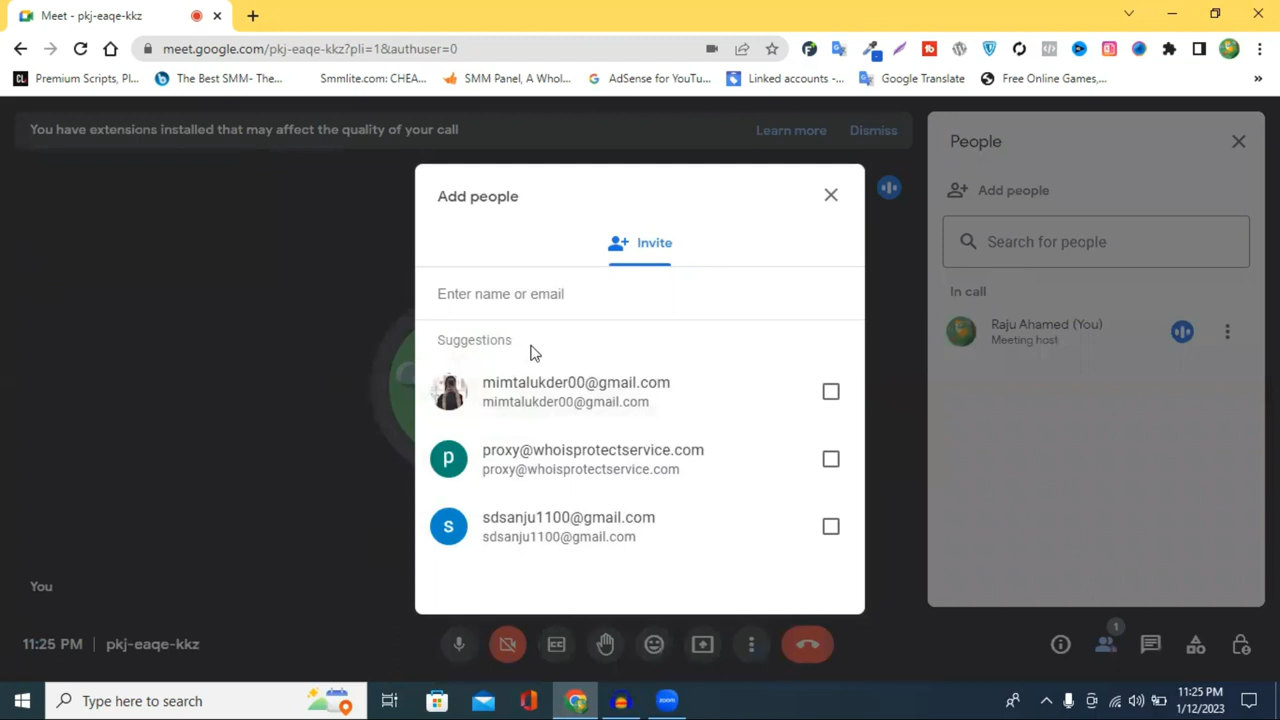 Meet - pkj-eaqe-kkz
meet.google.com/pkj-eaqe-kkz?pli=1&authuser=0
CL Premium Scripts, Pl...
The Best SMM- The...
Smmlite.com: CHEA...
SMM Panel, A Whol...
AdSense for YouTu...
Linked accounts -...
Google Translate
Free Online Games,...
»
You have extensions installed that may affect the quality of your call
Learn more
Dismiss
People
Add people
Search for people
In call
Raju Ahamed (You)
Meeting host
Add people
Invite
Enter name or email
Suggestions
mimtalukder00@gmail.com
mimtalukder00@gmail.com
p
proxy@whoisprotectservice.com
proxy@whoisprotectservice.com
s
sdsanju1100@gmail.com
sdsanju1100@gmail.com
You
11:25 PM | pkj-eaqe-kkz
CC
1
Type here to search
zoom
11:25 PM
1/12/2023